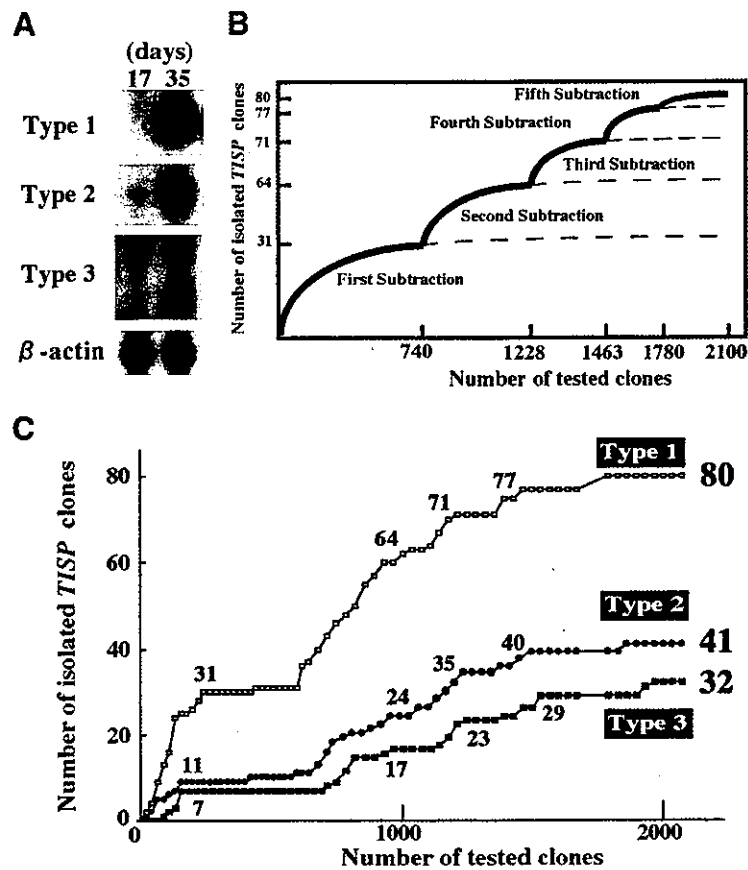 A
(days)
17 35
Type 1
Type 2
Type 3
β-actin
B
Number of isolated TISP clones
80
77
71
64
31
Fifth Subtraction
Fourth Subtraction
Third Subtraction
Second Subtraction
First Subtraction
740 1228 1463 1780 2100
Number of tested clones
C
Number of isolated TISP clones
80
60
40
20
0
Type 1
80
77
71
64
31
Type 2
41
40
35
24
11
32
Type 3
29
23
17
7
0 1000 2000
Number of tested clones